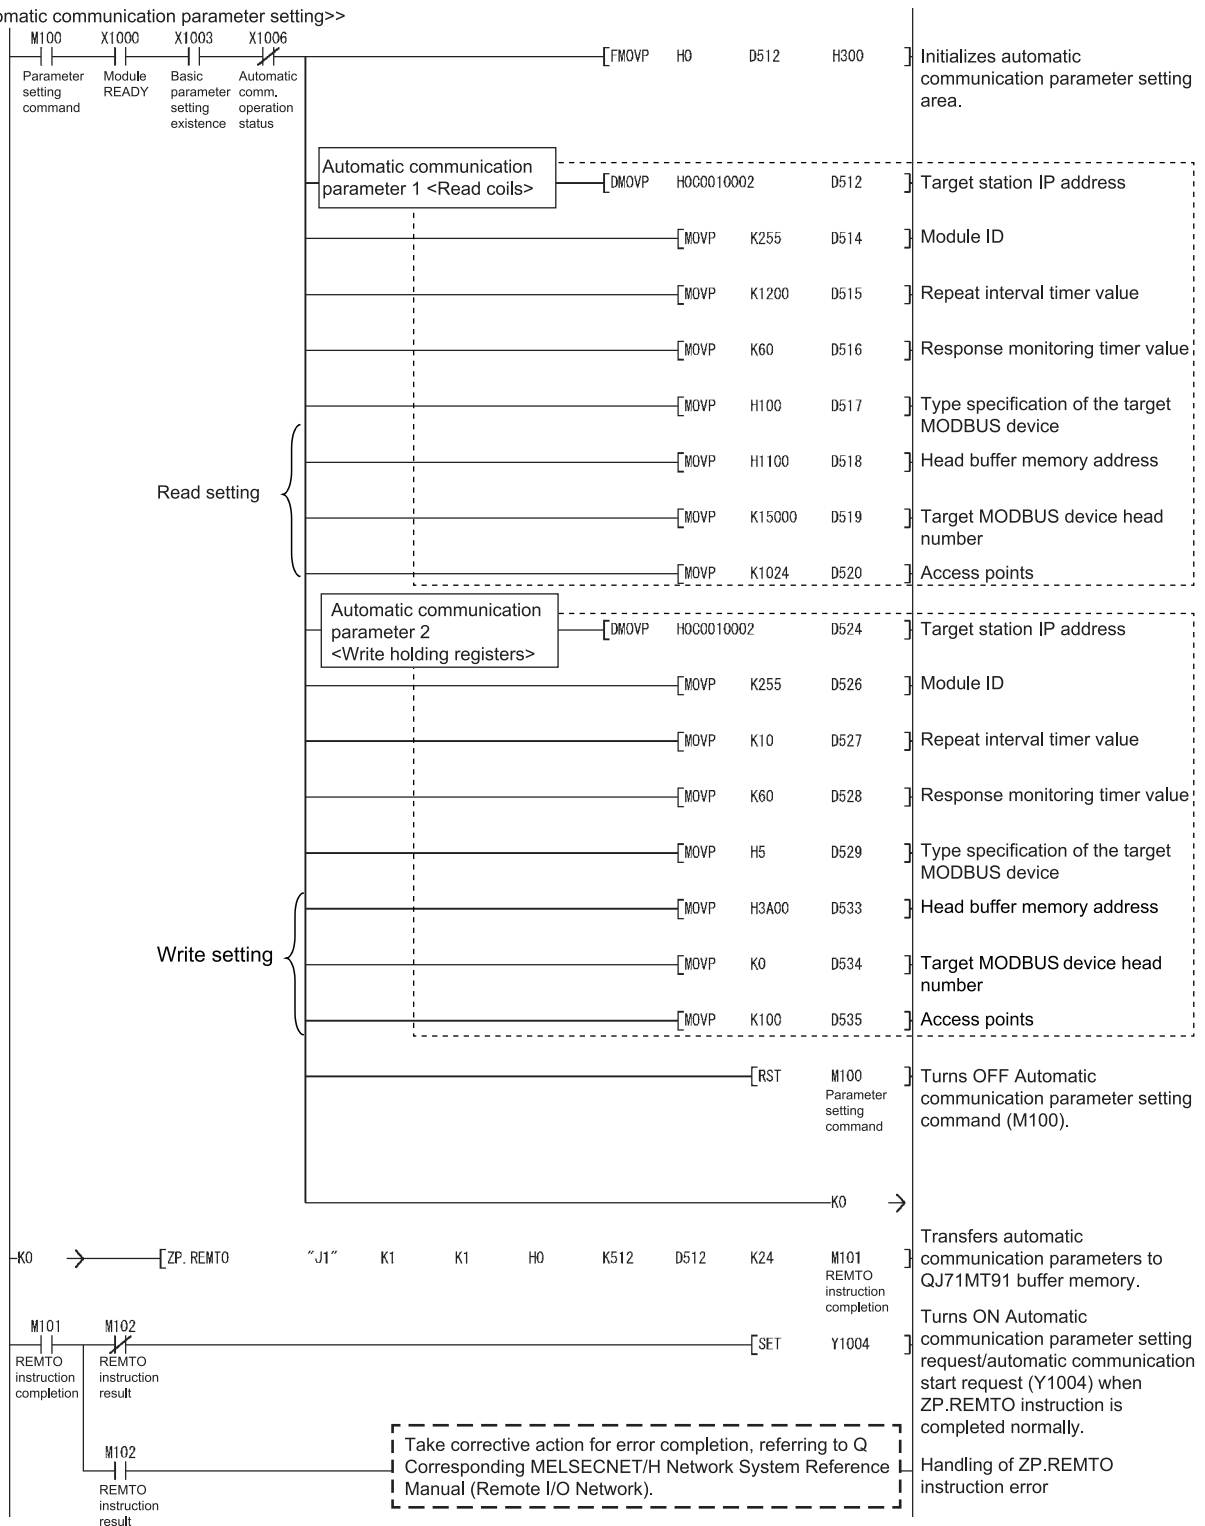 omatic communication parameter setting>>
M100 X1000 X1003 X1006
Parameter setting command
Module READY
Basic parameter setting existence
Automatic comm. operation status
FMOVP H0 D512 H300
Initializes automatic
communication parameter setting
area.
Automatic communication
parameter 1 <Read coils>
DMOVP H0C0010002 D512
Target station IP address
MOVP K255 D514
Module ID
MOVP K1200 D515
Repeat interval timer value
MOVP K60 D516
Response monitoring timer value
MOVP H100 D517
Type specification of the target
MODBUS device
Read setting
MOVP H1100 D518
Head buffer memory address
MOVP K15000 D519
Target MODBUS device head
number
MOVP K1024 D520
Access points
Automatic communication
parameter 2
<Write holding registers>
DMOVP H0C0010002 D524
Target station IP address
MOVP K255 D526
Module ID
MOVP K10 D527
Repeat interval timer value
MOVP K60 D528
Response monitoring timer value
MOVP H5 D529
Type specification of the target
MODBUS device
Write setting
MOVP H3A00 D533
Head buffer memory address
MOVP K0 D534
Target MODBUS device head
number
MOVP K100 D535
Access points
RST M100
Parameter
setting
command
Turns OFF Automatic
communication parameter setting
command (M100).
K0
K0 ZP.REMTO "J1" K1 K1 H0 K512 D512 K24 M101
REMTO
instruction
completion
Transfers automatic
communication parameters to
QJ71MT91 buffer memory.
M101 M102
REMTO
instruction
completion
REMTO
instruction
result
SET Y1004
Turns ON Automatic
communication parameter setting
request/automatic communication
start request (Y1004) when
ZP.REMTO instruction is
completed normally.
M102
REMTO
instruction
result
Take corrective action for error completion, referring to Q
Corresponding MELSECNET/H Network System Reference
Manual (Remote I/O Network).
Handling of ZP.REMTO
instruction error